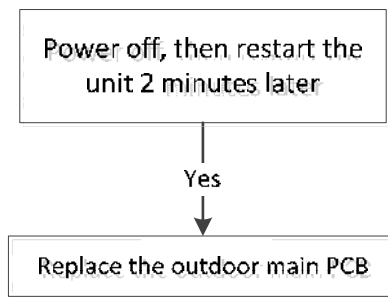 Power off, then restart the
unit 2 minutes later
Yes
Replace the outdoor main PCB